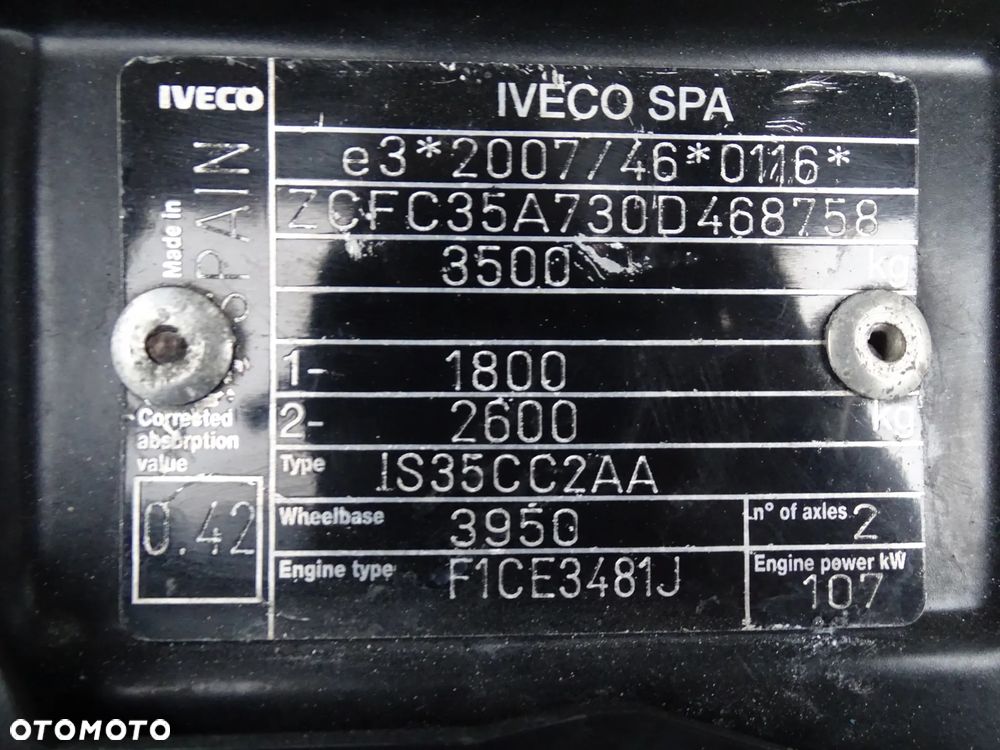 IVECO
IVECO SPA
e3*2007/46*0116*
ZCFC35A730D468758
3500 kg
1- 1800
2- 2600 kg
Type IS35CC2AA
Wheelbase 3950
n° of axles 2
Engine type F1CE3481J
Engine power kW
107
Made in SPAIN
Corrected
absorption
value
0.42
OTOMOTO